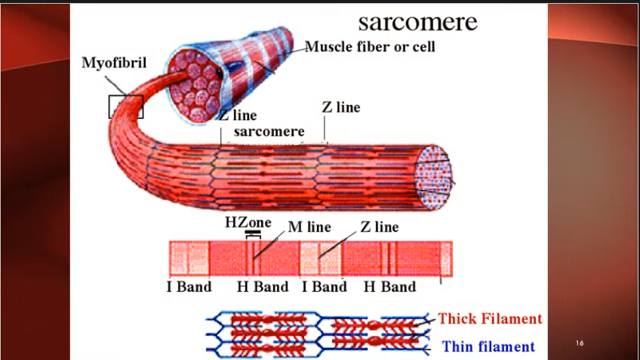 sarcomere
Muscle fiber or cell
Myofibril
Z line
Z line
sarcomere
HZone
M line
Z line
I Band
H Band
I Band
H Band
Thick Filament
Thin filament
16